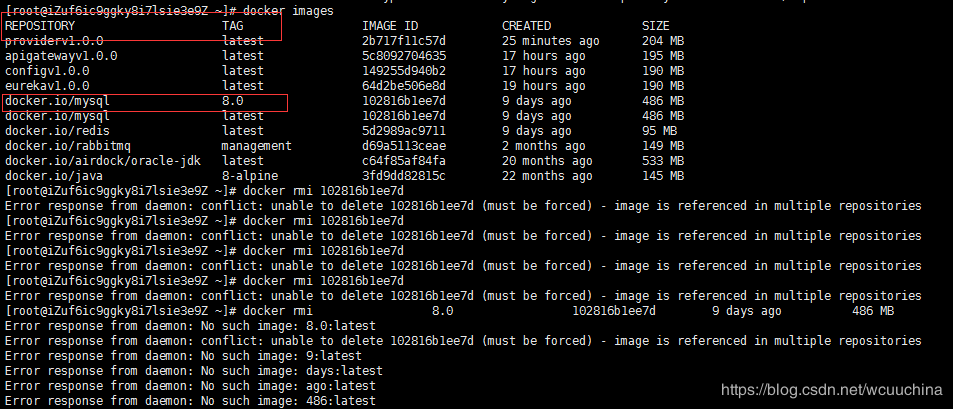 [root@iZuf6ic9ggky8i7lsie3e9Z ~]# docker images
REPOSITORY TAG IMAGE ID CREATED SIZE
providerv1.0.0 latest 2b717f11c57d 25 minutes ago 204 MB
apigatewayv1.0.0 latest 5c8092704635 17 hours ago 195 MB
configv1.0.0 latest 149255d940b2 17 hours ago 190 MB
eurekav1.0.0 latest 64d2be506e8d 19 hours ago 190 MB
docker.io/mysql 8.0 102816b1ee7d 9 days ago 486 MB
docker.io/mysql latest 102816b1ee7d 9 days ago 486 MB
docker.io/redis latest 5d2989ac9711 9 days ago 95 MB
docker.io/rabbitmq management d69a5113ceae 2 months ago 149 MB
docker.io/airdock/oracle-jdk latest c64f85af84fa 20 months ago 533 MB
docker.io/java 8-alpine 3fd9dd82815c 22 months ago 145 MB
[root@iZuf6ic9ggky8i7lsie3e9Z ~]# docker rmi 102816b1ee7d
Error response from daemon: conflict: unable to delete 102816b1ee7d (must be forced) - image is referenced in multiple repositories
[root@iZuf6ic9ggky8i7lsie3e9Z ~]# docker rmi 102816b1ee7d
Error response from daemon: conflict: unable to delete 102816b1ee7d (must be forced) - image is referenced in multiple repositories
[root@iZuf6ic9ggky8i7lsie3e9Z ~]# docker rmi 102816b1ee7d
Error response from daemon: conflict: unable to delete 102816b1ee7d (must be forced) - image is referenced in multiple repositories
[root@iZuf6ic9ggky8i7lsie3e9Z ~]# docker rmi 102816b1ee7d
Error response from daemon: conflict: unable to delete 102816b1ee7d (must be forced) - image is referenced in multiple repositories
[root@iZuf6ic9ggky8i7lsie3e9Z ~]# docker rmi 8.0 102816b1ee7d 9 days ago 486 MB
Error response from daemon: No such image: 8.0:latest
Error response from daemon: conflict: unable to delete 102816b1ee7d (must be forced) - image is referenced in multiple repositories
Error response from daemon: No such image: 9:latest
Error response from daemon: No such image: days:latest
Error response from daemon: No such image: ago:latest
Error response from daemon: No such image: 486:latest
https://blog.csdn.net/wcuuchina